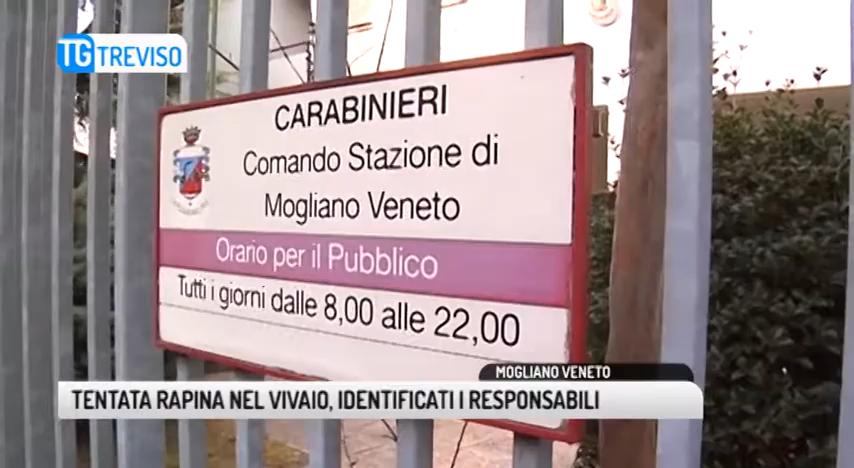 TG TREVISO
CARABINIERI
Comando Stazione di
Mogliano Veneto
Orario per il Pubblico
Tutti i giorni dalle 8,00 alle 22,00
MOGLIANO VENETO
TENTATA RAPINA NEL VIVAIO, IDENTIFICATI I RESPONSABILI